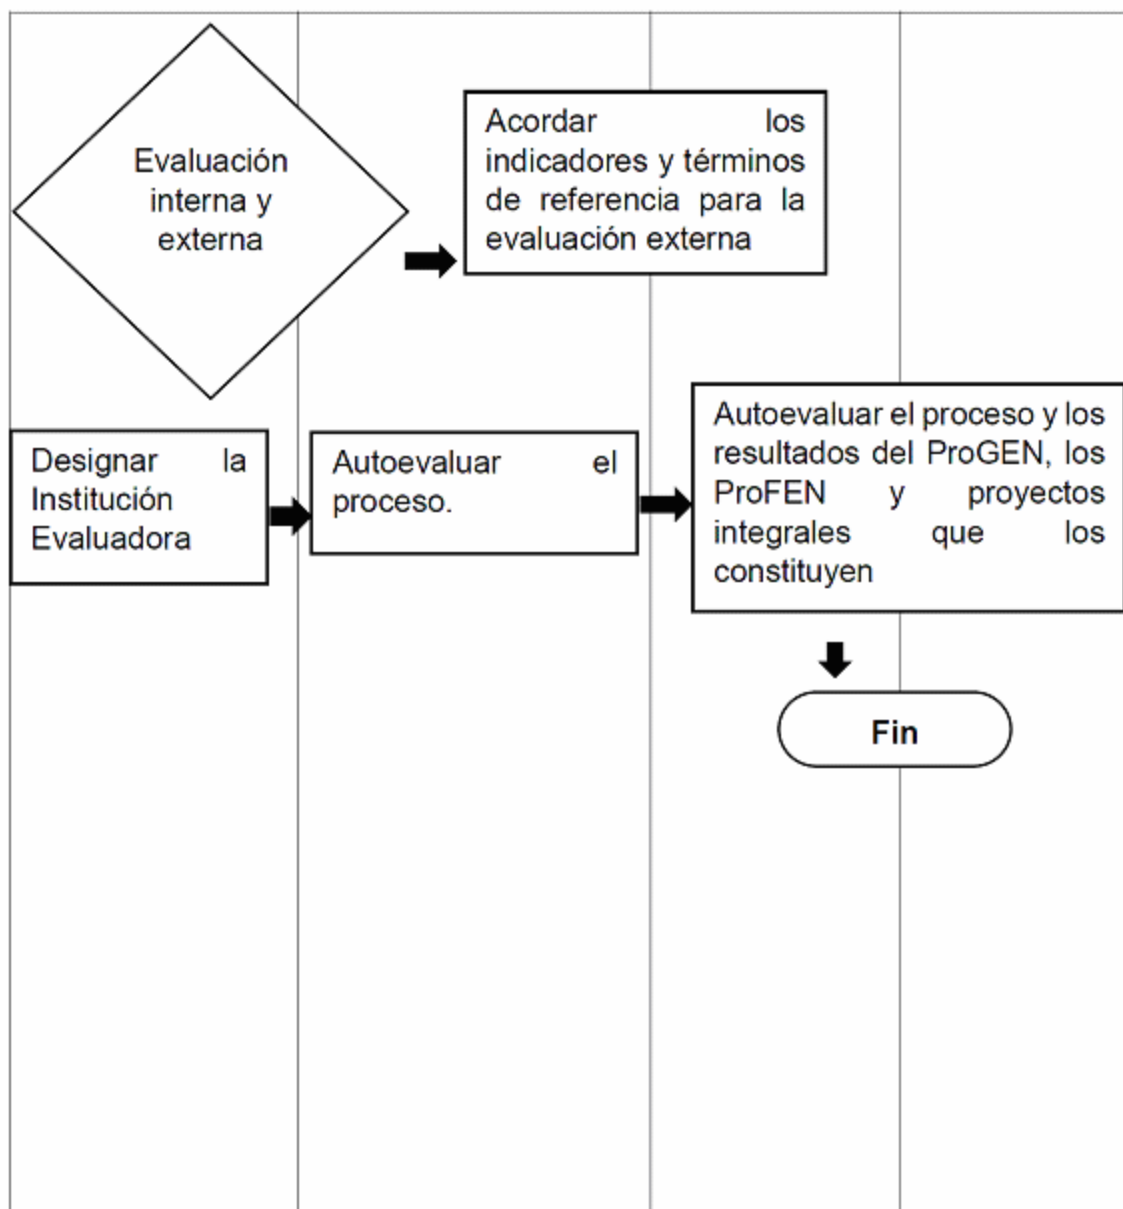 Evaluación
interna y
externa
Acordar los
indicadores y términos
de referencia para la
evaluación externa
Designar la
Institución
Evaluadora
Autoevaluar el
proceso.
Autoevaluar el proceso y los
resultados del ProGEN, los
ProFEN y proyectos
integrales que los
constituyen
Fin